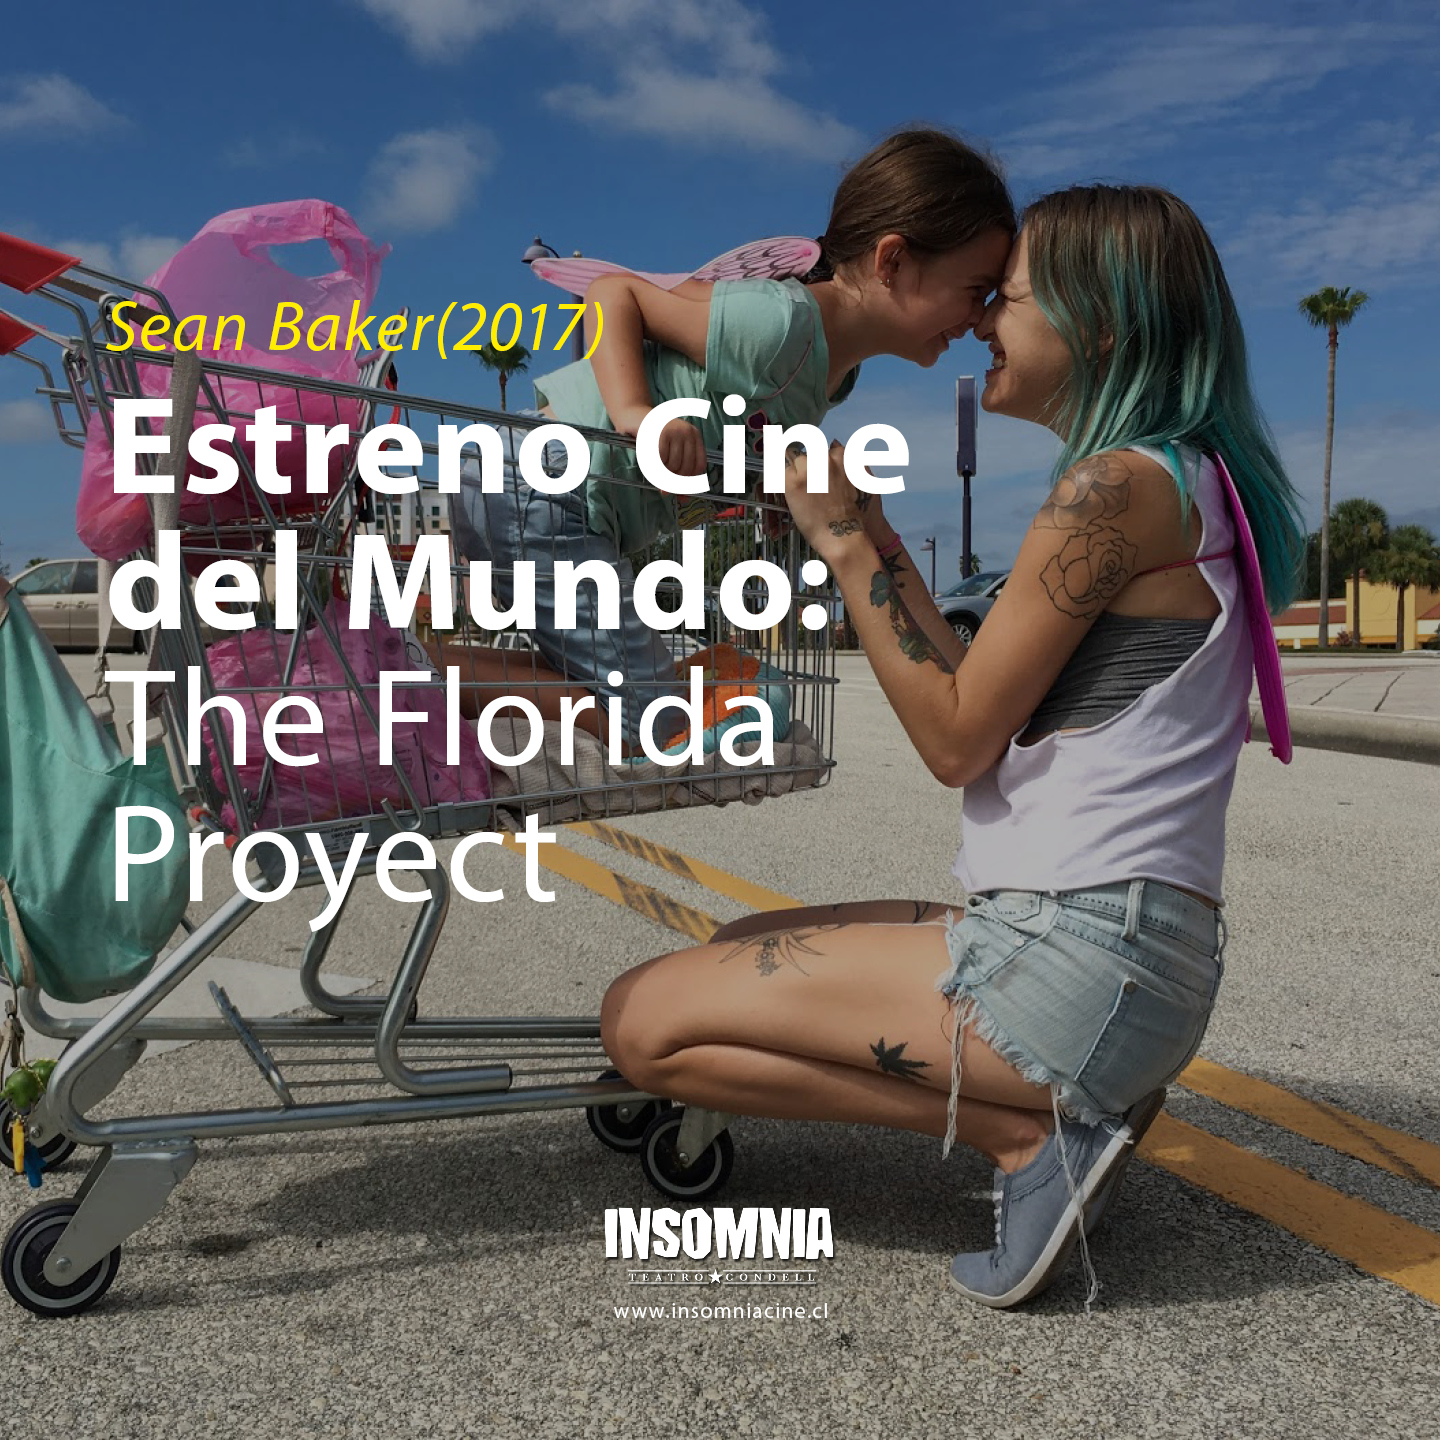 Sean Baker(2017)
Estreno Cine
del Mundo:
The Florida
Proyect
INSOMNIA
TEATRO★CONDELL
www.insomniacine.cl